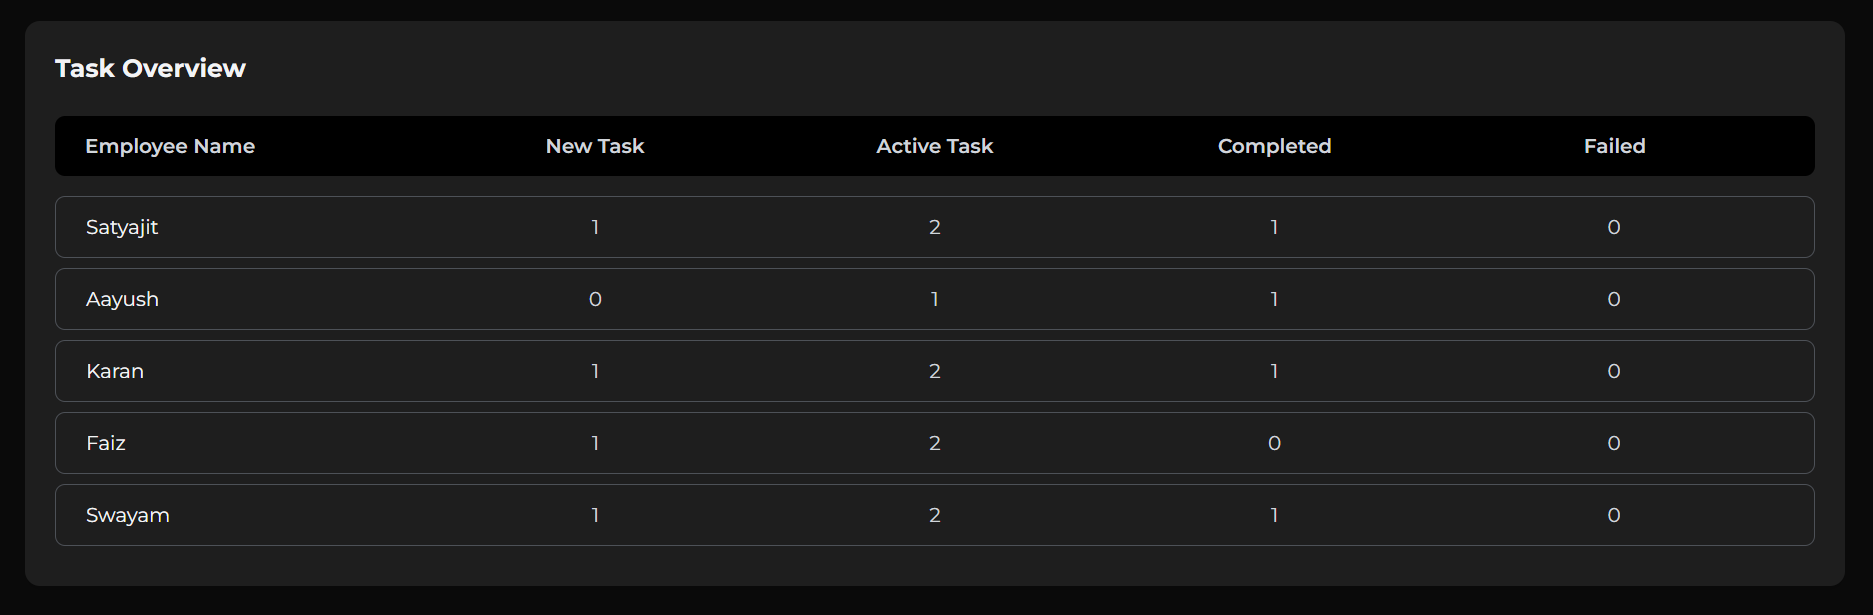 Task Overview
Employee Name New Task Active Task Completed Failed
Satyajit 1 2 1 0
Aayush 0 1 1 0
Karan 1 2 1 0
Faiz 1 2 0 0
Swayam 1 2 1 0